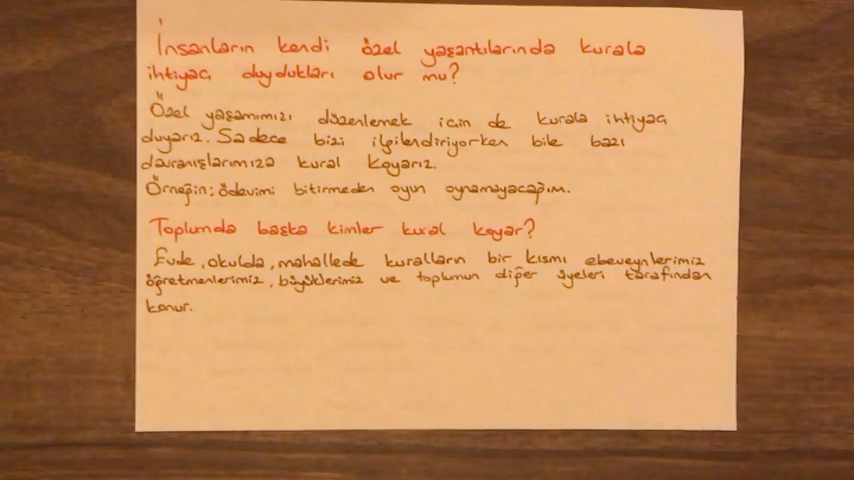 İnsanların kendi özel yaşantılarında kurala
ihtiyacı duydukları olur mu?
Özel yaşamımızı düzenlemek için de kurala ihtiyacı
duyarız. Sadece bizi ilgilendiriyorken bile bazı
davranışlarımıza kural koyarız.
Örneğin: ödevimi bitirmeden oyun oynamayacağım.
Toplumda başka kimler kural koyar?
Evde, okulda, mahallede kuralların bir kısmı ebeveynlerimiz
öğretmenlerimiz, büyüklerimiz ve toplumun diğer üyeleri tarafından
konur.